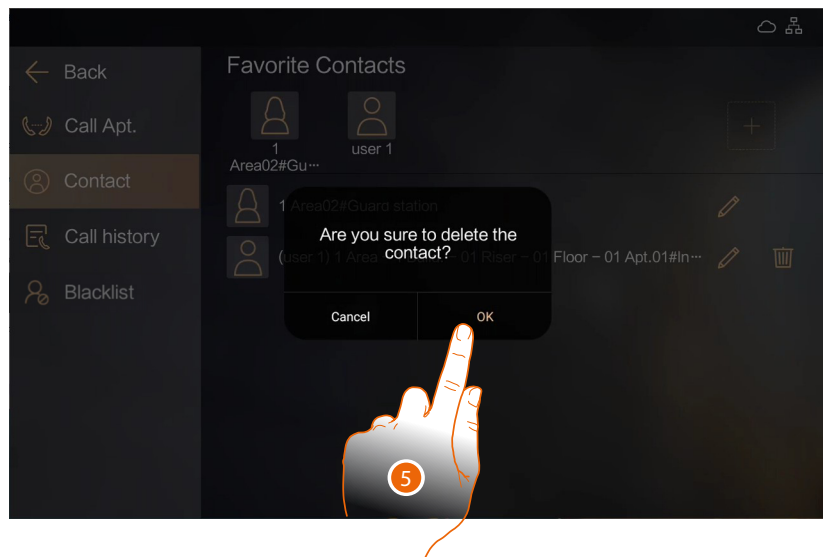 Back
Favorite Contacts
Call Apt.
1
Area02#Gu···
user 1
Contact
1 Area02#Guard station
Call history
Are you sure to delete the
contact?
(user 1) 1 Area – 01 Riser – 01 Floor – 01 Apt.01#In···
Blacklist
Cancel
OK
5